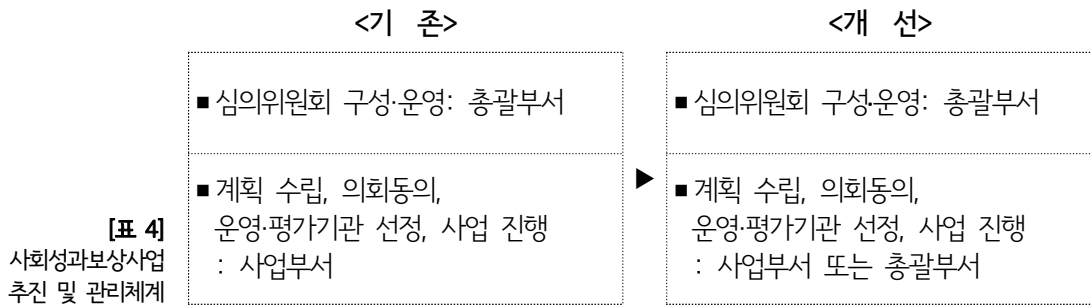 <기 존>
<개 선>
■ 심의위원회 구성·운영: 총괄부서
■ 심의위원회 구성·운영: 총괄부서
▶
■ 계획 수립, 의회동의,
운영·평가기관 선정, 사업 진행
: 사업부서
■ 계획 수립, 의회동의,
운영·평가기관 선정, 사업 진행
: 사업부서 또는 총괄부서
[표 4]
사회성과보상사업
추진 및 관리체계